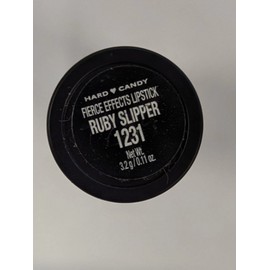 HARD ♥ CANDY
FIERCE EFFECTS LIPSTICK
RUBY SLIPPER
1231
Net Wt.
3.2 g / 0.11 oz.